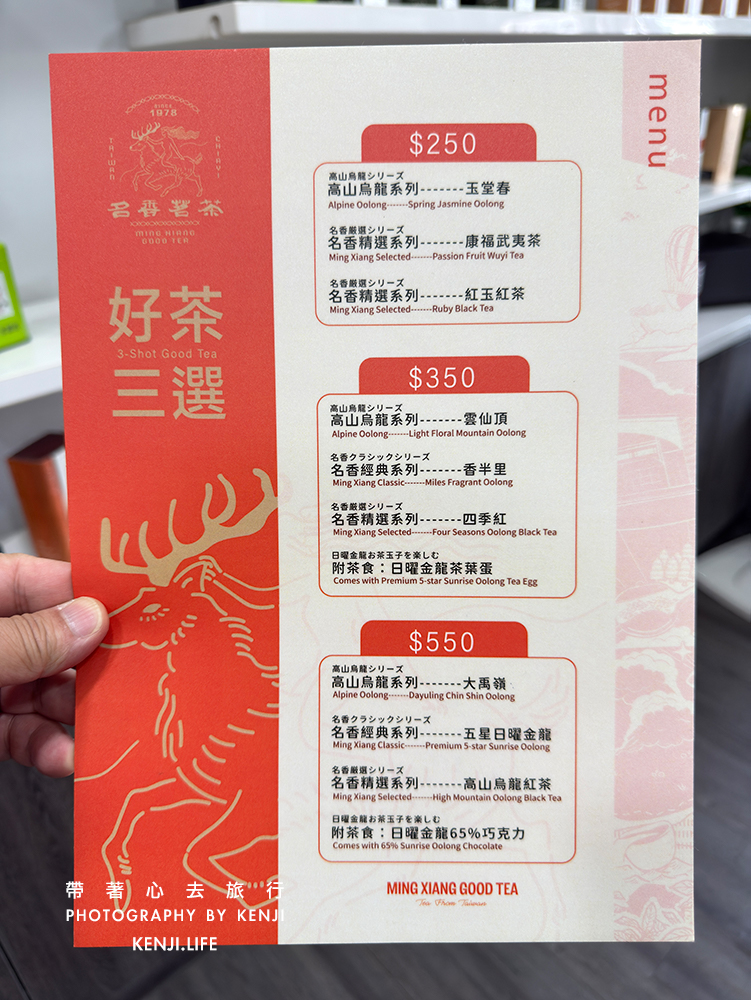 SINCE
1978
TAIWAN
CHIAYI
名香茗茶
MING XIANG
GOOD TEA
好茶
3-Shot Good Tea
三選
menu
$250
高山烏龍シリーズ
高山烏龍系列-------玉堂春
Alpine Oolong-------Spring Jasmine Oolong
名香厳選シリーズ
名香精選系列-------康福武夷茶
Ming Xiang Selected-------Passion Fruit Wuyi Tea
名香厳選シリーズ
名香精選系列-------紅玉紅茶
Ming Xiang Selected-------Ruby Black Tea
$350
高山烏龍シリーズ
高山烏龍系列-------雲仙頂
Alpine Oolong-------Light Floral Mountain Oolong
名香クラシックシリーズ
名香經典系列-------香半里
Ming Xiang Classic-------Miles Fragrant Oolong
名香厳選シリーズ
名香精選系列-------四季紅
Ming Xiang Selected-------Four Seasons Oolong Black Tea
日曜金龍お茶玉子を楽しむ
附茶食：日曜金龍茶葉蛋
Comes with Premium 5-star Sunrise Oolong Tea Egg
$550
高山烏龍シリーズ
高山烏龍系列-------大禹嶺
Alpine Oolong-------Dayuling Chin Shin Oolong
名香クラシックシリーズ
名香經典系列-------五星日曜金龍
Ming Xiang Classic-------Premium 5-star Sunrise Oolong
名香厳選シリーズ
名香精選系列-------高山烏龍紅茶
Ming Xiang Selected-------High Mountain Oolong Black Tea
日曜金龍お茶玉子を楽しむ
附茶食：日曜金龍65%巧克力
Comes with 65% Sunrise Oolong Chocolate
MING XIANG GOOD TEA
Tea From Taiwan
帶著心去旅行
PHOTOGRAPHY BY KENJI
KENJI.LIFE